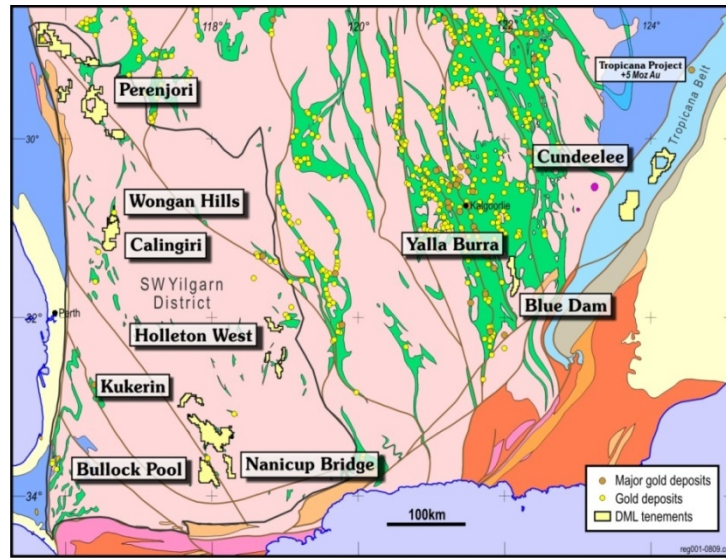 118°
120°
122
124°
Tropicana Project
+5 Moz Au
Tropicana Belt
Perenjori
30°
Cundeelee
Wongan Hills
Kalgoorlie
Calingiri
Yalla Burra
SW Yilgarn
District
Perth
32°
Blue Dam
Holleton West
Kukerin
Bullock Pool
Nanicup Bridge
34°
100km
Major gold deposits
Gold deposits
DML tenements